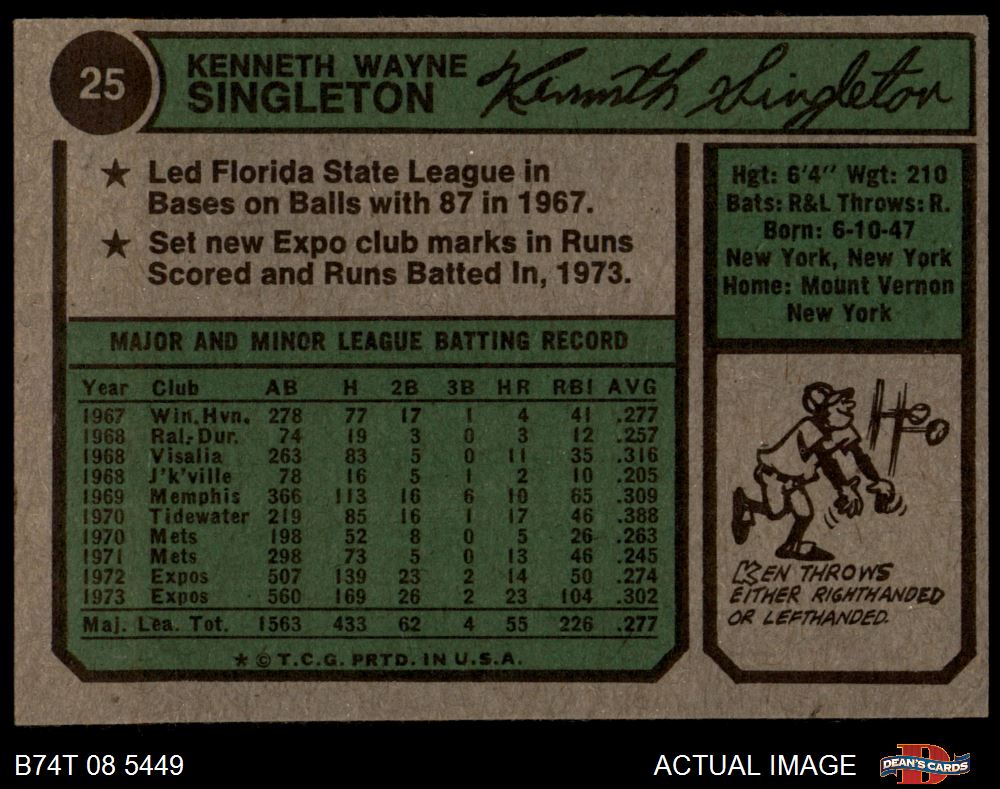 25
KENNETH WAYNE
SINGLETON
Kenneth Singleton
★ Led Florida State League in
Bases on Balls with 87 in 1967.
★ Set new Expo club marks in Runs
Scored and Runs Batted In, 1973.
Hgt: 6'4'' Wgt: 210
Bats: R&L Throws: R.
Born: 6-10-47
New York, New York
Home: Mount Vernon
New York
MAJOR AND MINOR LEAGUE BATTING RECORD
Year Club AB H 2B 3B HR RBI AVG
1967 Win. Hvn. 278 77 17 1 4 41 .277
1968 Ral.-Dur. 74 19 3 0 3 12 .257
1968 Visalia 263 83 5 0 11 35 .316
1968 J'k'ville 78 16 5 1 2 10 .205
1969 Memphis 366 113 16 6 10 65 .309
1970 Tidewater 219 85 16 1 17 46 .388
1970 Mets 198 52 8 0 5 26 .263
1971 Mets 298 73 5 0 13 46 .245
1972 Expos 507 139 23 2 14 50 .274
1973 Expos 560 169 26 2 23 104 .302
Maj. Lea. Tot. 1563 433 62 4 55 226 .277
★ © T.C.G. PRTD. IN U.S.A.
KEN THROWS
EITHER RIGHTHANDED
OR LEFTHANDED.
B74T 08 5449
ACTUAL IMAGE
D
DEAN'S CARDS